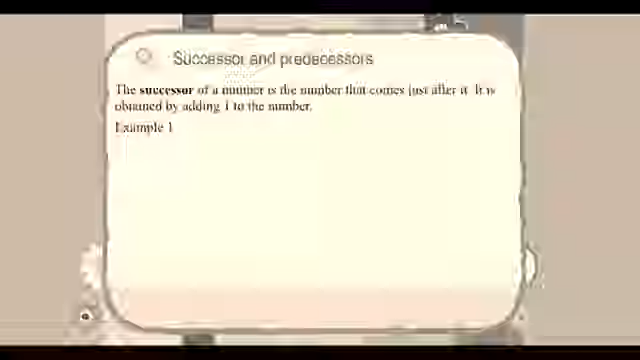 Successor and predecessors
The successor of a number is the number that comes just after it. It is
obtained by adding 1 to the number.
Example 1